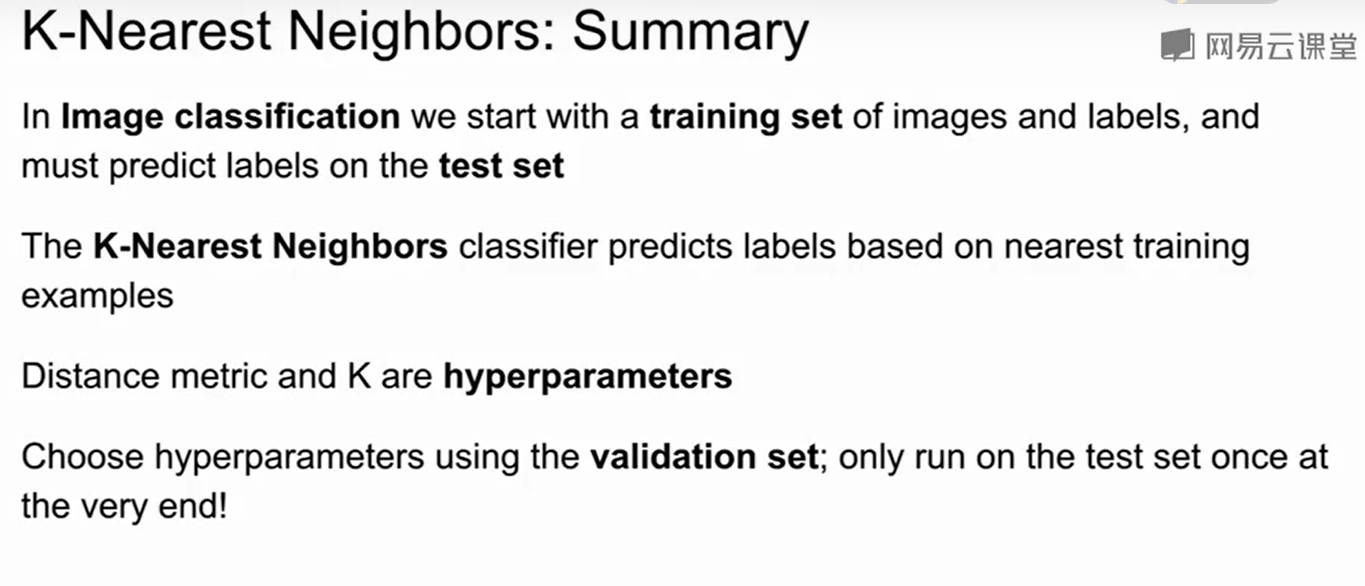 K-Nearest Neighbors: Summary
网易云课堂
In Image classification we start with a training set of images and labels, and
must predict labels on the test set
The K-Nearest Neighbors classifier predicts labels based on nearest training
examples
Distance metric and K are hyperparameters
Choose hyperparameters using the validation set; only run on the test set once at
the very end!